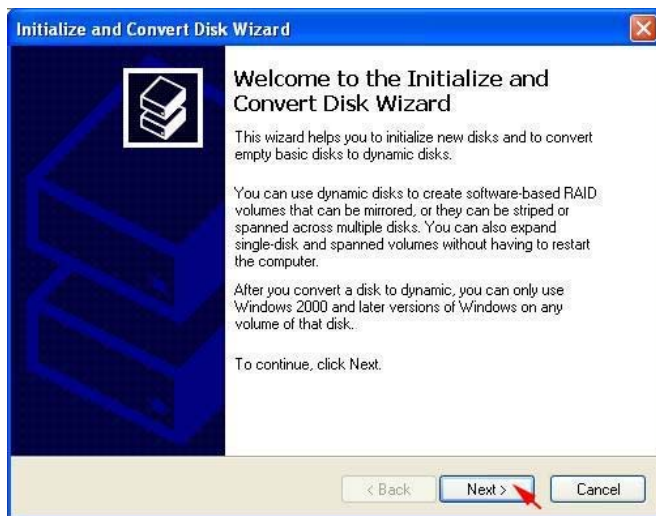 Initialize and Convert Disk Wizard
Welcome to the Initialize and
Convert Disk Wizard
This wizard helps you to initialize new disks and to convert
empty basic disks to dynamic disks.
You can use dynamic disks to create software-based RAID
volumes that can be mirrored, or they can be striped or
spanned across multiple disks. You can also expand
single-disk and spanned volumes without having to restart
the computer.
After you convert a disk to dynamic, you can only use
Windows 2000 and later versions of Windows on any
volume of that disk.
To continue, click Next.
< Back Next > Cancel